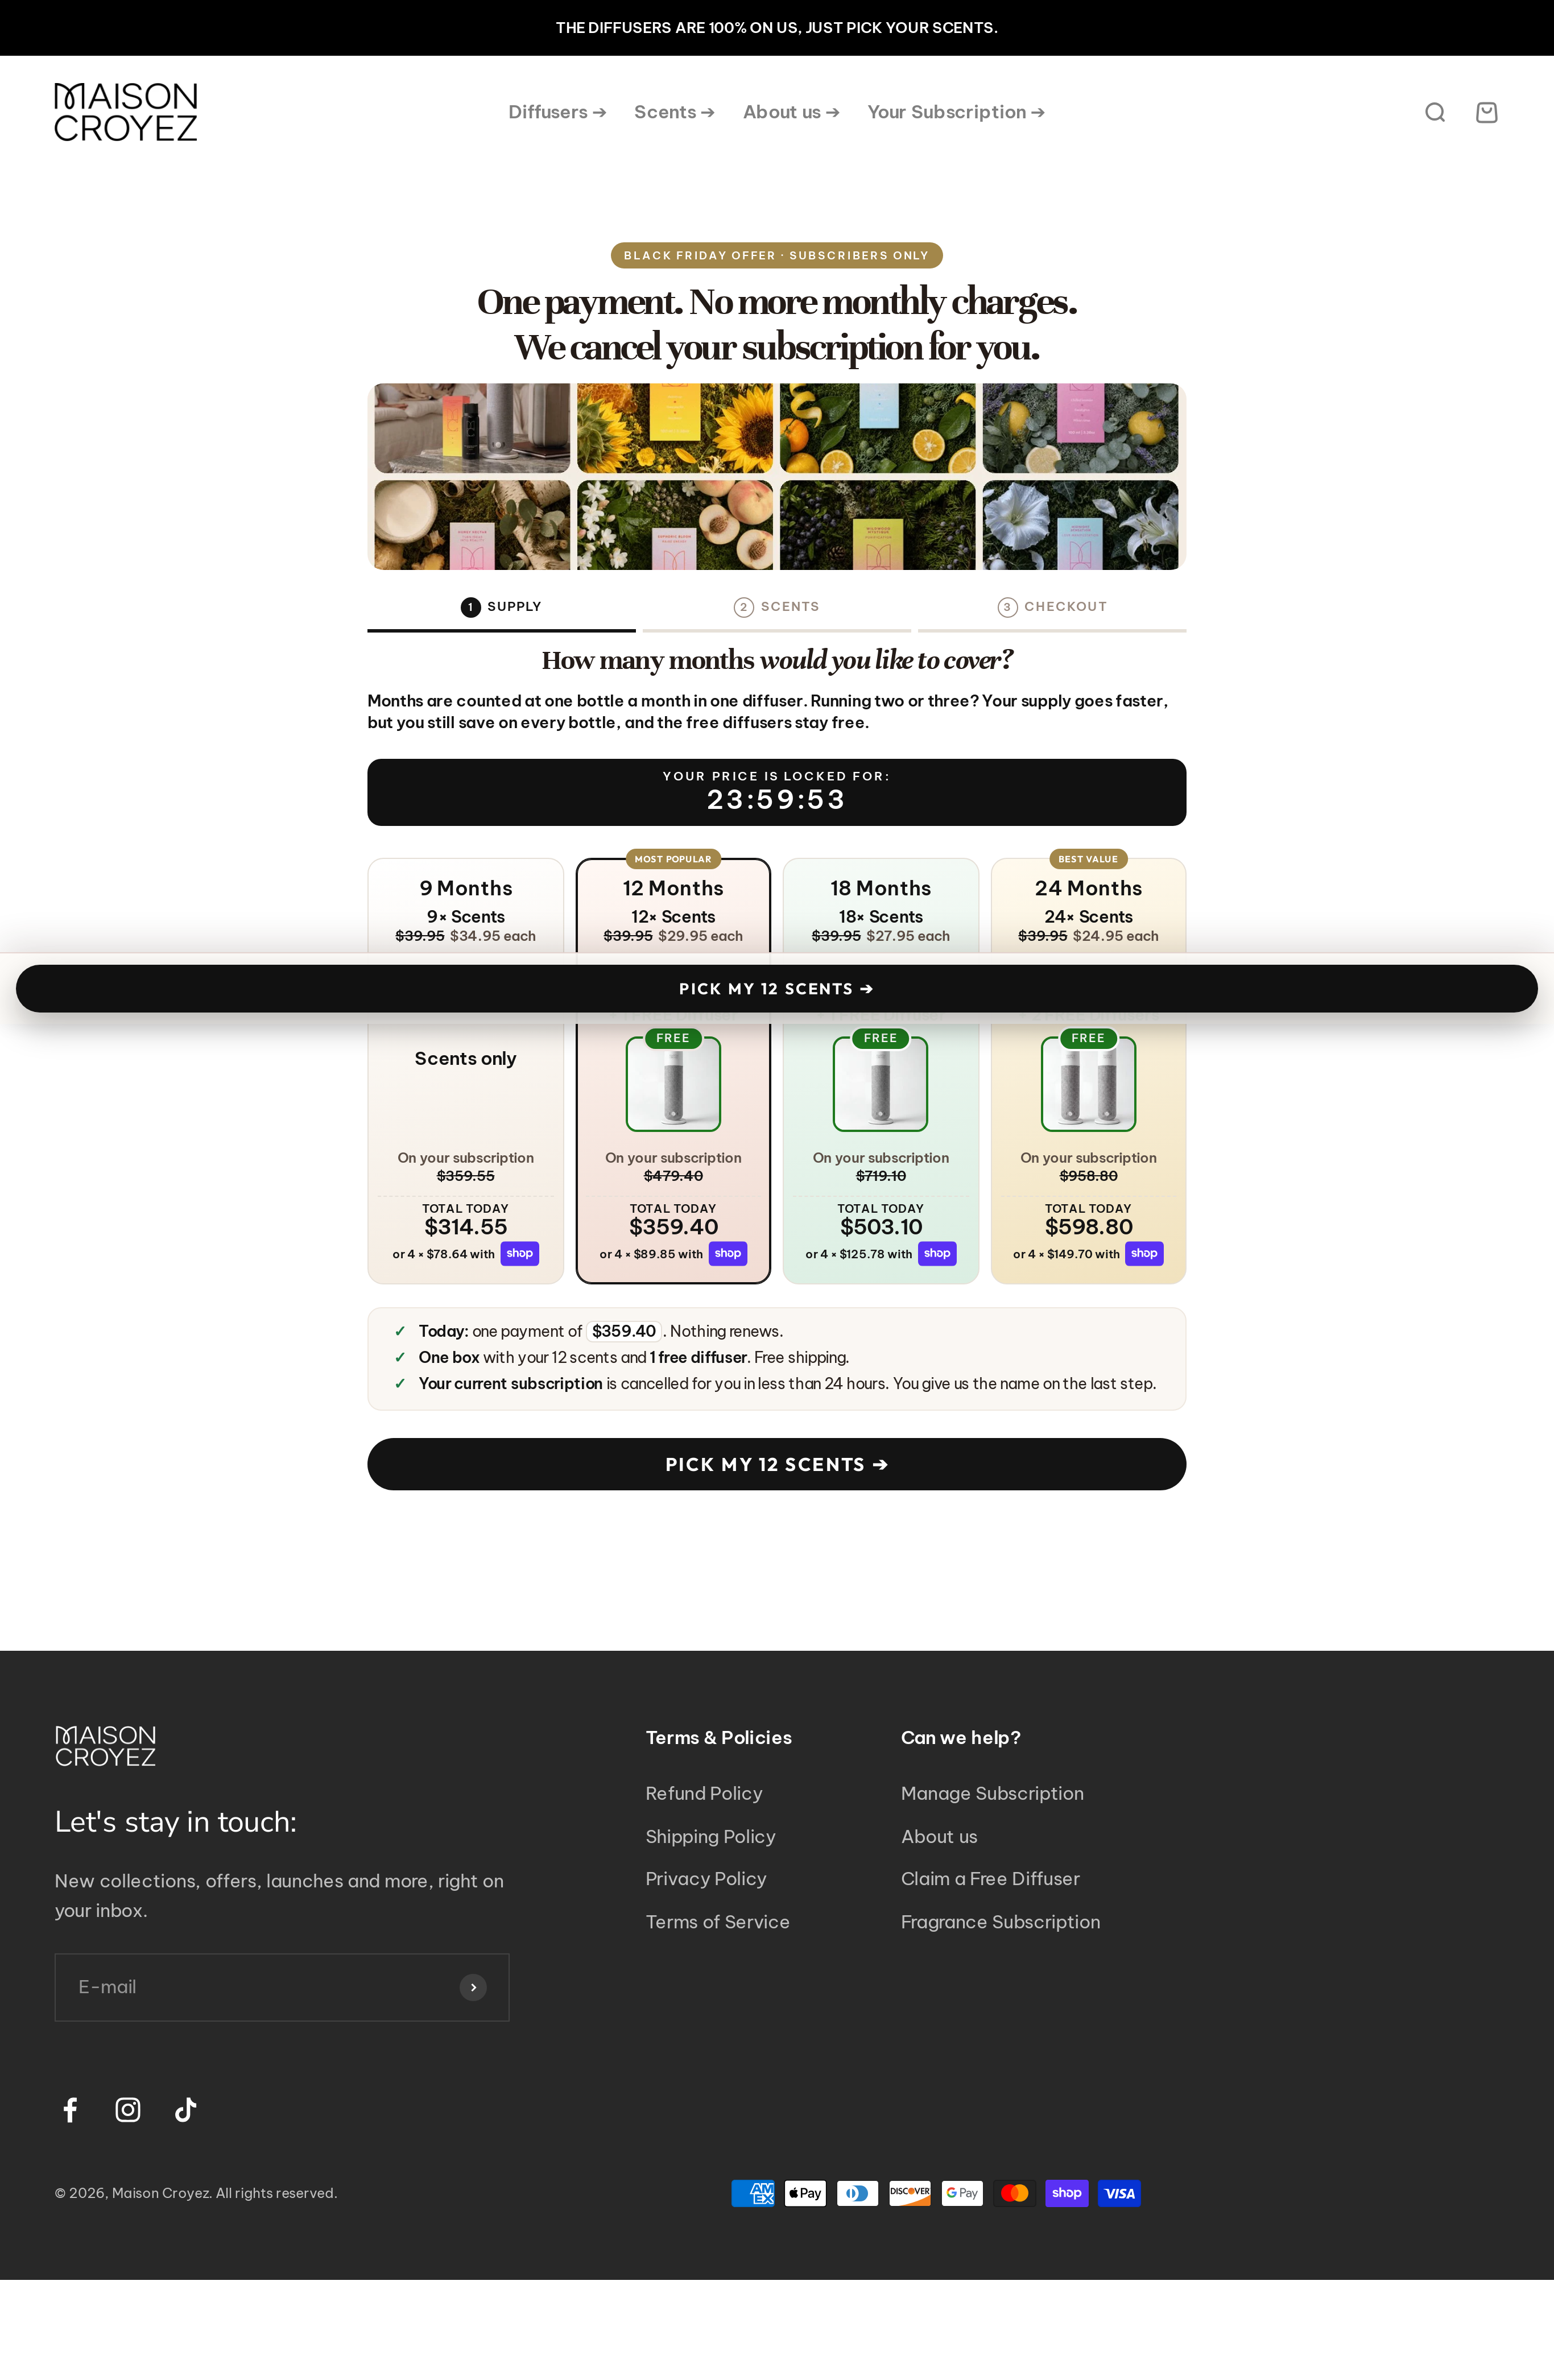 THE DIFFUSERS ARE 100% ON US, JUST PICK YOUR SCENTS.
MAISON
CROYEZ
Diffusers ➔ Scents ➔ About us ➔ Your Subscription ➔
BLACK FRIDAY OFFER · SUBSCRIBERS ONLY
One payment. No more monthly charges.
We cancel your subscription for you.
1 SUPPLY
2 SCENTS
3 CHECKOUT
How many months would you like to cover?
Months are counted at one bottle a month in one diffuser. Running two or three? Your supply goes faster,
but you still save on every bottle, and the free diffusers stay free.
YOUR PRICE IS LOCKED FOR:
23:59:53
9 Months
9× Scents
$39.95 $34.95 each
MOST POPULAR
12 Months
12× Scents
$39.95 $29.95 each
18 Months
18× Scents
$39.95 $27.95 each
BEST VALUE
24 Months
24× Scents
$39.95 $24.95 each
PICK MY 12 SCENTS ➔
Scents only
On your subscription
$359.55
TOTAL TODAY
$314.55
or 4 × $78.64 with shop
FREE
On your subscription
$479.40
TOTAL TODAY
$359.40
or 4 × $89.85 with shop
FREE
On your subscription
$719.10
TOTAL TODAY
$503.10
or 4 × $125.78 with shop
FREE
On your subscription
$958.80
TOTAL TODAY
$598.80
or 4 × $149.70 with shop
✓ Today: one payment of $359.40. Nothing renews.
✓ One box with your 12 scents and 1 free diffuser. Free shipping.
✓ Your current subscription is cancelled for you in less than 24 hours. You give us the name on the last step.
PICK MY 12 SCENTS ➔
MAISON
CROYEZ
Let's stay in touch:
New collections, offers, launches and more, right on
your inbox.
E-mail
Terms & Policies
Refund Policy
Shipping Policy
Privacy Policy
Terms of Service
Can we help?
Manage Subscription
About us
Claim a Free Diffuser
Fragrance Subscription
© 2026, Maison Croyez. All rights reserved.
AMEX Apple Pay DISCOVER G Pay shop VISA